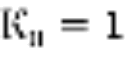 Kₙ = 1